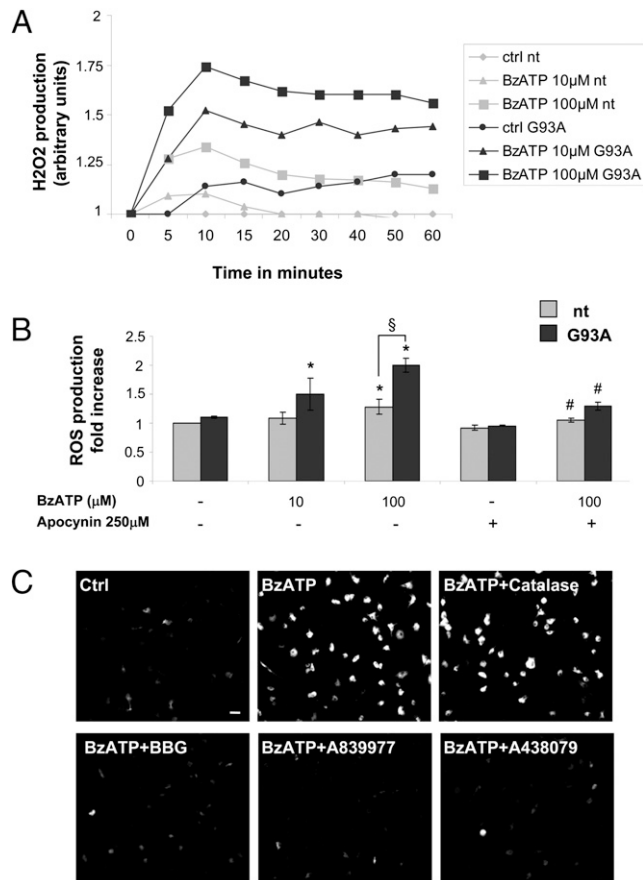 A
H2O2 production
(arbitrary units)
2
1.75
1.5
1.25
1
0 5 10 15 20 30 40 50 60
Time in minutes
ctrl nt
BzATP 10µM nt
BzATP 100µM nt
ctrl G93A
BzATP 10µM G93A
BzATP 100µM G93A
B
nt
G93A
ROS production
fold increase
2.5
2
1.5
1
0.5
0
* * § * # #
BzATP (µM) - 10 100 - 100
Apocynin 250µM - - - + +
C
Ctrl
BzATP
BzATP+Catalase
BzATP+BBG
BzATP+A839977
BzATP+A438079